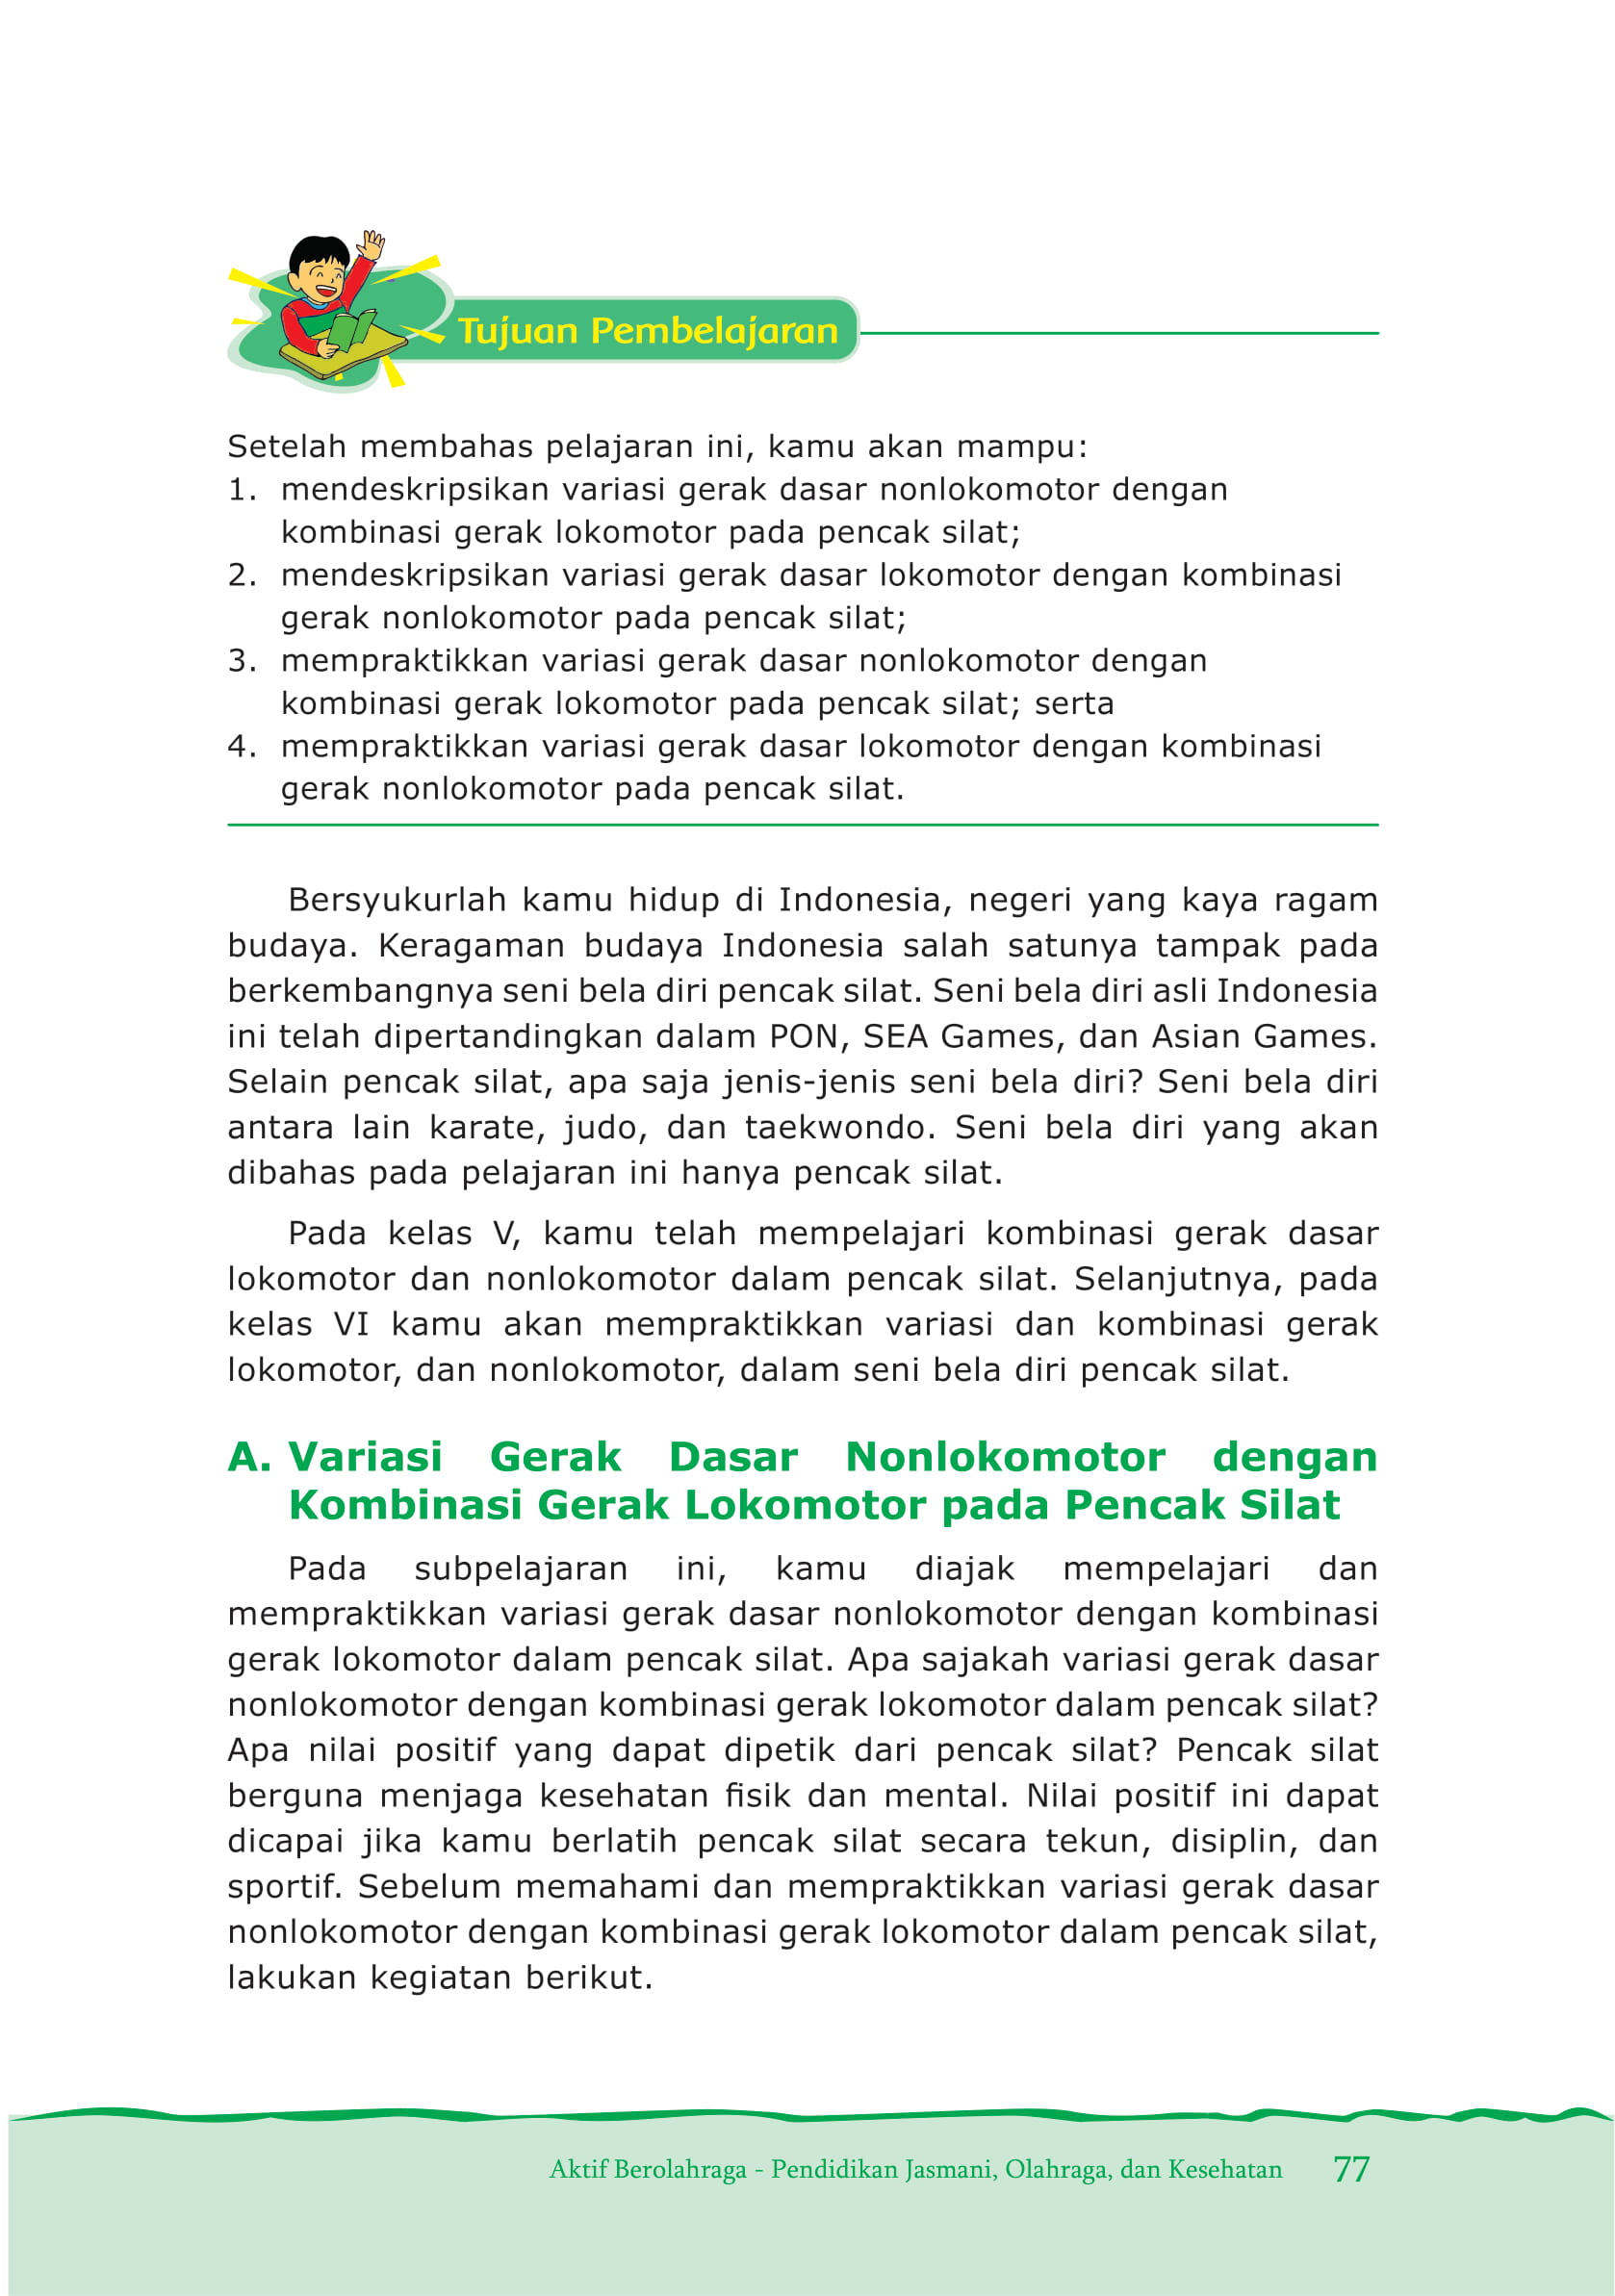 Tujuan Pembelajaran
Setelah membahas pelajaran ini, kamu akan mampu:
1. mendeskripsikan variasi gerak dasar nonlokomotor dengan
kombinasi gerak lokomotor pada pencak silat;
2. mendeskripsikan variasi gerak dasar lokomotor dengan kombinasi
gerak nonlokomotor pada pencak silat;
3. mempraktikkan variasi gerak dasar nonlokomotor dengan
kombinasi gerak lokomotor pada pencak silat; serta
4. mempraktikkan variasi gerak dasar lokomotor dengan kombinasi
gerak nonlokomotor pada pencak silat.
Bersyukurlah kamu hidup di Indonesia, negeri yang kaya ragam
budaya. Keragaman budaya Indonesia salah satunya tampak pada
berkembangnya seni bela diri pencak silat. Seni bela diri asli Indonesia
ini telah dipertandingkan dalam PON, SEA Games, dan Asian Games.
Selain pencak silat, apa saja jenis-jenis seni bela diri? Seni bela diri
antara lain karate, judo, dan taekwondo. Seni bela diri yang akan
dibahas pada pelajaran ini hanya pencak silat.
Pada kelas V, kamu telah mempelajari kombinasi gerak dasar
lokomotor dan nonlokomotor dalam pencak silat. Selanjutnya, pada
kelas VI kamu akan mempraktikkan variasi dan kombinasi gerak
lokomotor, dan nonlokomotor, dalam seni bela diri pencak silat.
A. Variasi Gerak Dasar Nonlokomotor dengan
Kombinasi Gerak Lokomotor pada Pencak Silat
Pada subpelajaran ini, kamu diajak mempelajari dan
mempraktikkan variasi gerak dasar nonlokomotor dengan kombinasi
gerak lokomotor dalam pencak silat. Apa sajakah variasi gerak dasar
nonlokomotor dengan kombinasi gerak lokomotor dalam pencak silat?
Apa nilai positif yang dapat dipetik dari pencak silat? Pencak silat
berguna menjaga kesehatan fisik dan mental. Nilai positif ini dapat
dicapai jika kamu berlatih pencak silat secara tekun, disiplin, dan
sportif. Sebelum memahami dan mempraktikkan variasi gerak dasar
nonlokomotor dengan kombinasi gerak lokomotor dalam pencak silat,
lakukan kegiatan berikut.
Aktif Berolahraga - Pendidikan Jasmani, Olahraga, dan Kesehatan 77